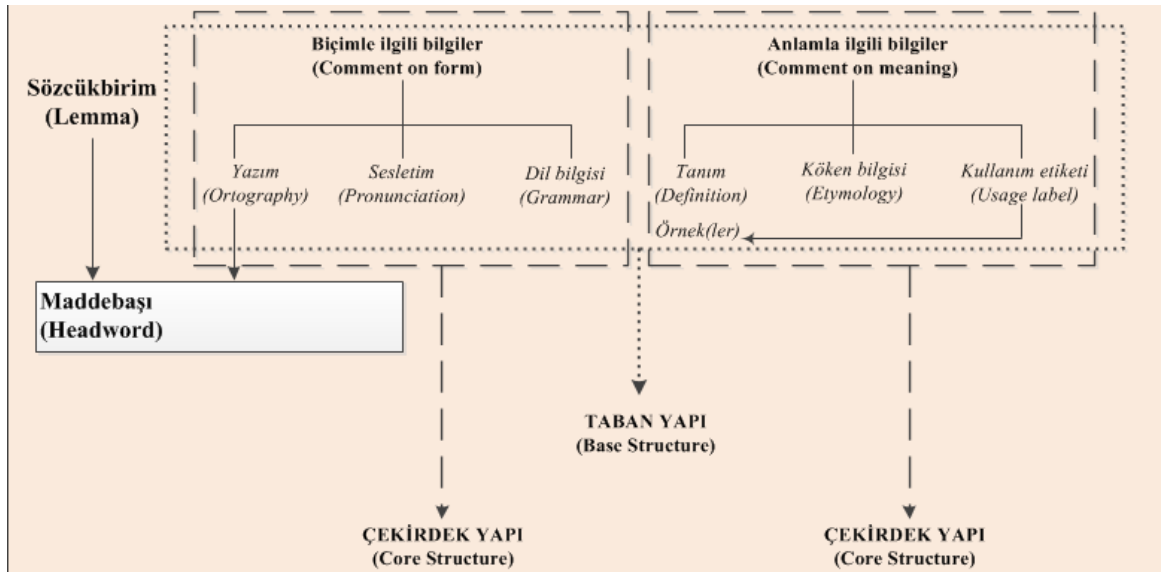 Biçimle ilgili bilgiler
(Comment on form)
Anlamla ilgili bilgiler
(Comment on meaning)
Sözcükbirim
(Lemma)
Yazım
(Ortography)
Sesletim
(Pronunciation)
Dil bilgisi
(Grammar)
Tanım
(Definition)
Köken bilgisi
(Etymology)
Kullanım etiketi
(Usage label)
Örnek(ler)
Maddebaşı
(Headword)
TABAN YAPI
(Base Structure)
ÇEKİRDEK YAPI
(Core Structure)
ÇEKİRDEK YAPI
(Core Structure)